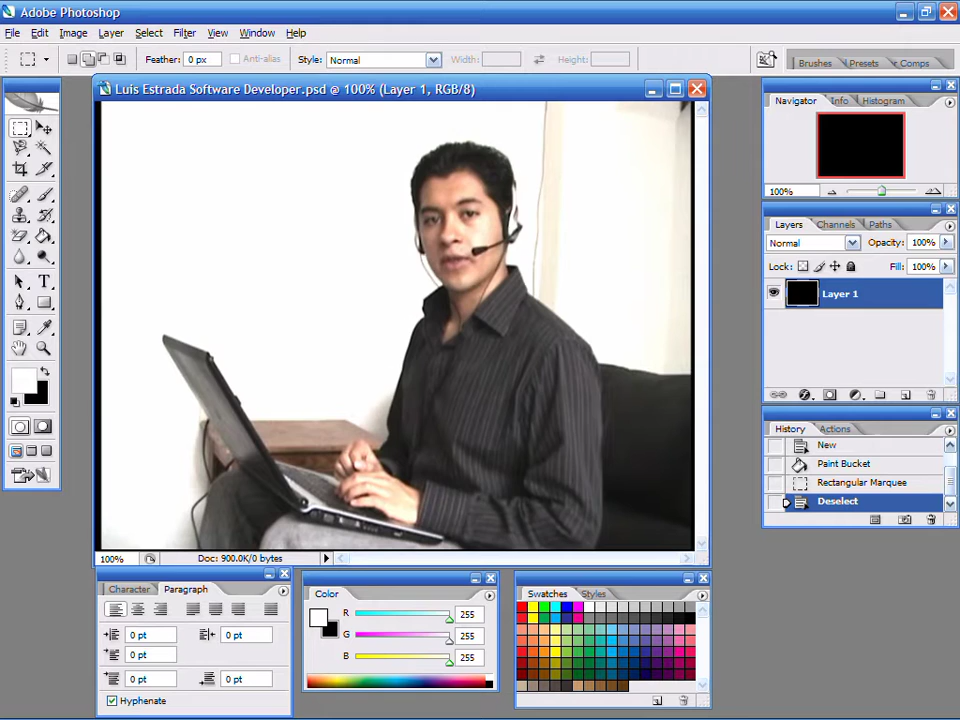 Adobe Photoshop
File Edit Image Layer Select Filter View Window Help
Feather: 0 px Anti-alias Style: Normal Width: Height: Brushes Presets r Comps
Luis Estrada Software Developer.psd @ 100% (Layer 1, RGB/8)
Navigator Info Histogram
100%
Layers Channels Paths
Normal Opacity: 100%
Lock: Fill: 100%
Layer 1
History Actions
New
Paint Bucket
Rectangular Marquee
Deselect
100% Doc: 900.0K/0 bytes
Character Paragraph
0 pt 0 pt
0 pt
0 pt 0 pt
Hyphenate
Color
R 255
G 255
B 255
Swatches Styles